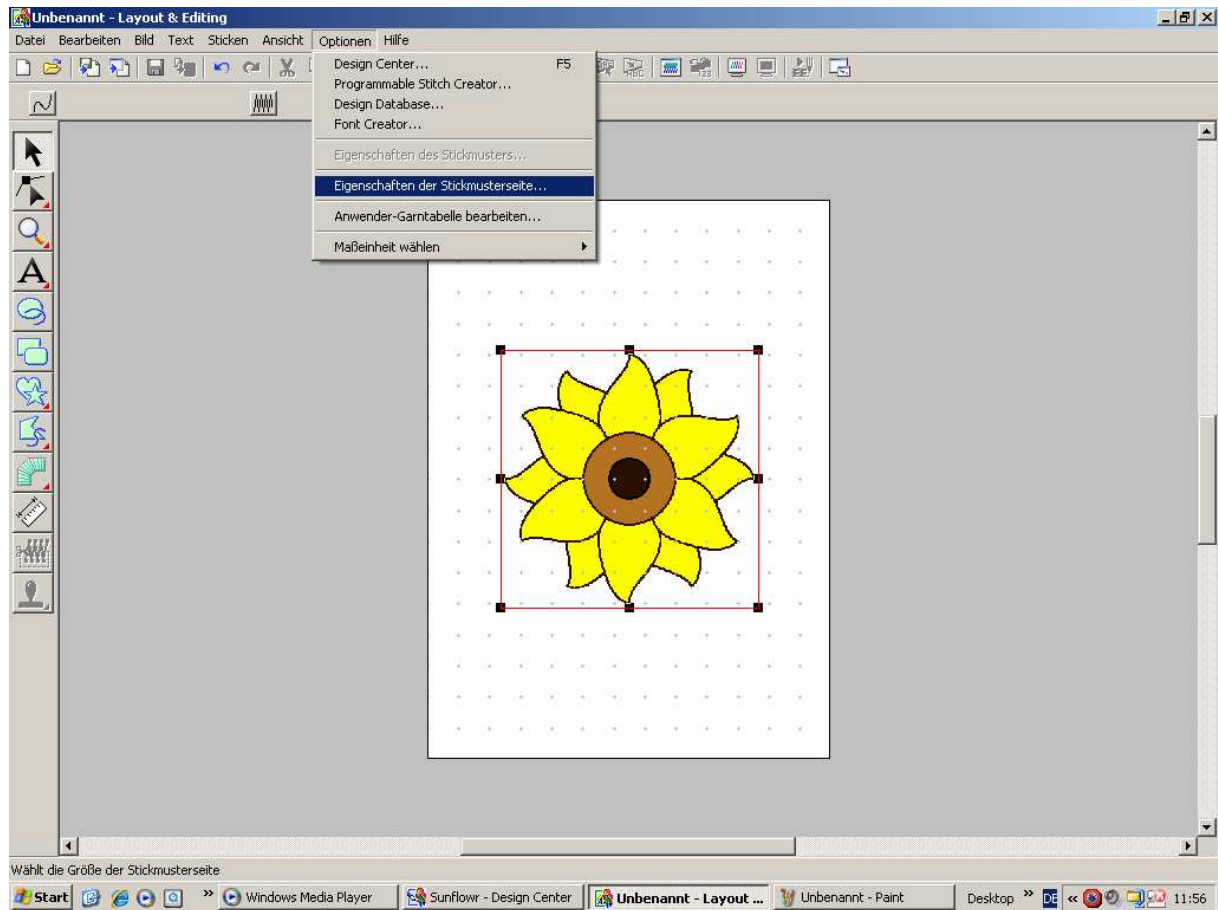 Unbenannt - Layout & Editing
Datei Bearbeiten Bild Text Sticken Ansicht Optionen Hilfe
Design Center... F5
Programmable Stitch Creator...
Design Database...
Font Creator...
Eigenschaften des Stickmusters...
Eigenschaften der Stickmusterseite...
Anwender-Garntabelle bearbeiten...
Maßeinheit wählen
A
Wählt die Größe der Stickmusterseite
Start » Windows Media Player Sunflowr - Design Center Unbenannt - Layout ... Unbenannt - Paint Desktop » DE « 11:56